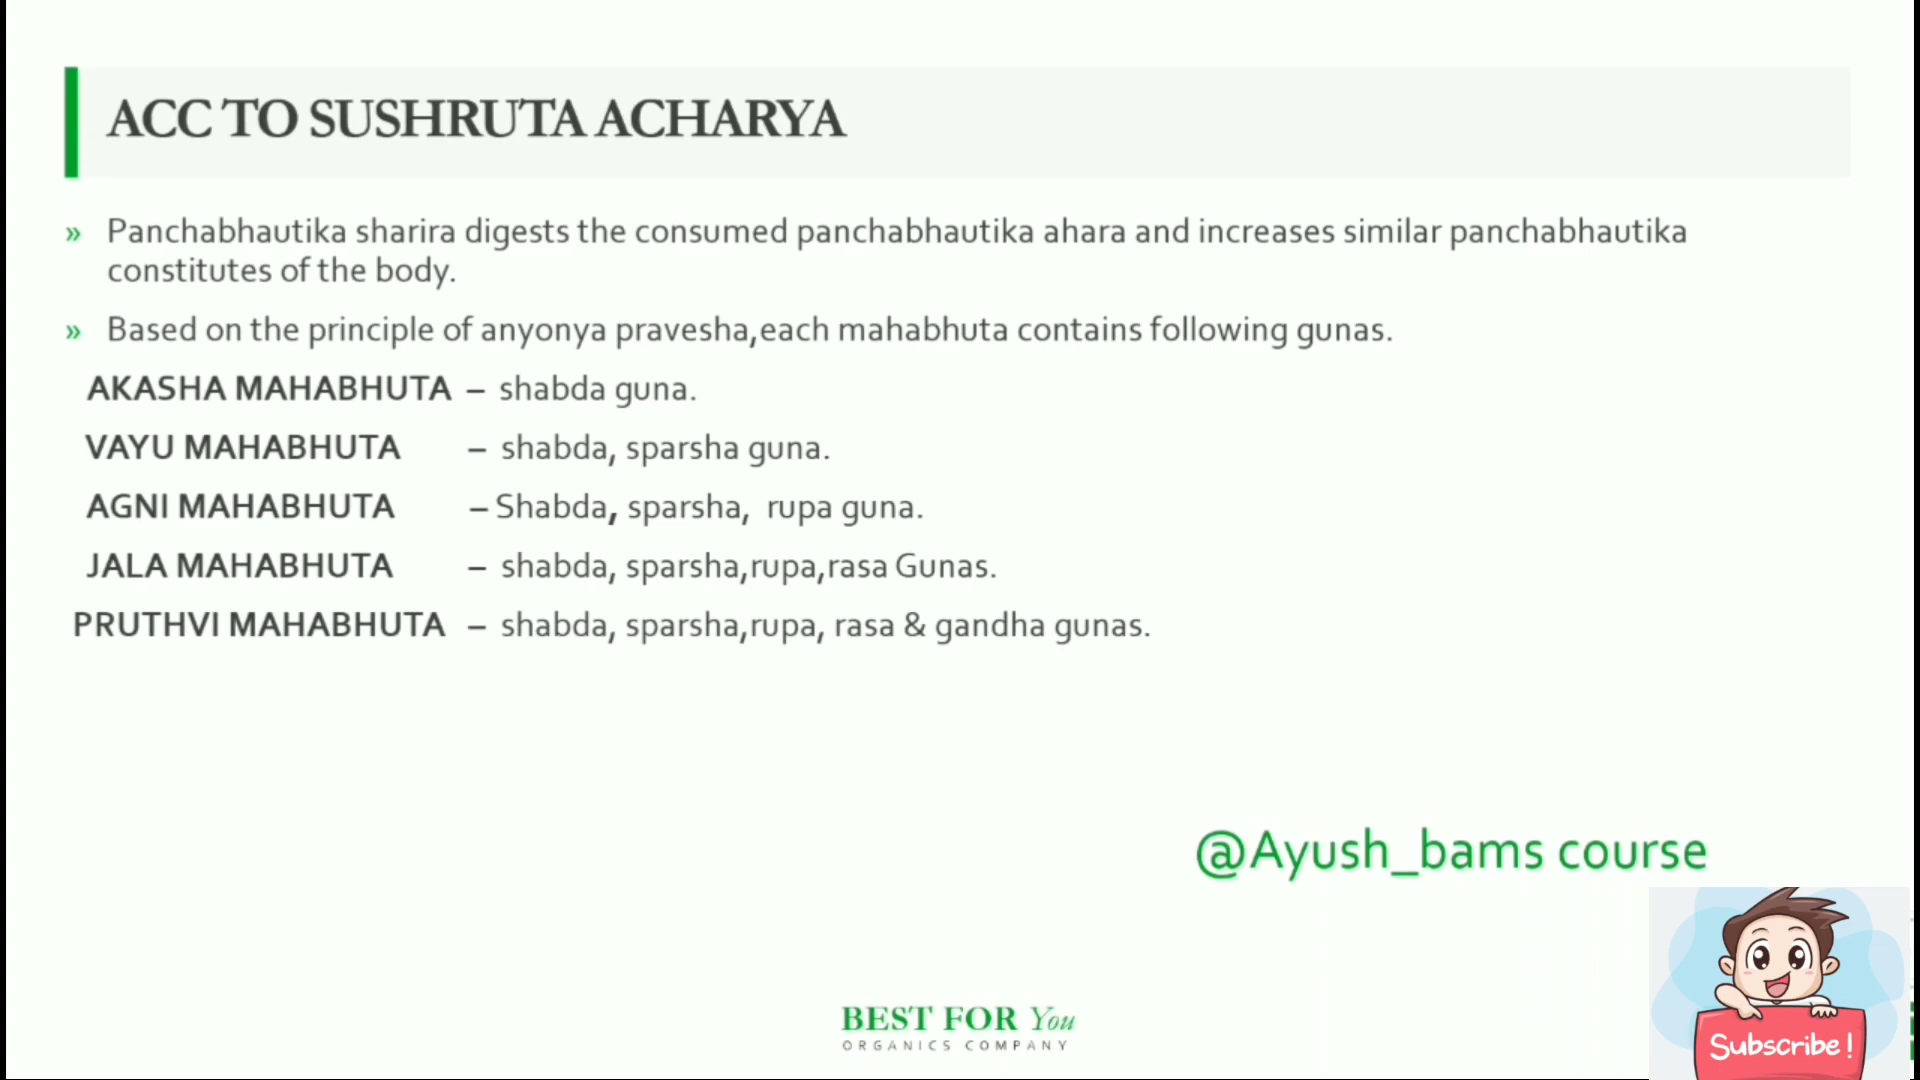 ACC TO SUSHRUTA ACHARYA
» Panchabhautika sharira digests the consumed panchabhautika ahara and increases similar panchabhautika
constitutes of the body.
» Based on the principle of anyonya pravesha,each mahabhuta contains following gunas.
AKASHA MAHABHUTA – shabda guna.
VAYU MAHABHUTA – shabda, sparsha guna.
AGNI MAHABHUTA – Shabda, sparsha, rupa guna.
JALA MAHABHUTA – shabda, sparsha,rupa,rasa Gunas.
PRUTHVI MAHABHUTA – shabda, sparsha,rupa, rasa & gandha gunas.
@Ayush_bams course
BEST FOR You
ORGANICS COMPANY
Subscribe!